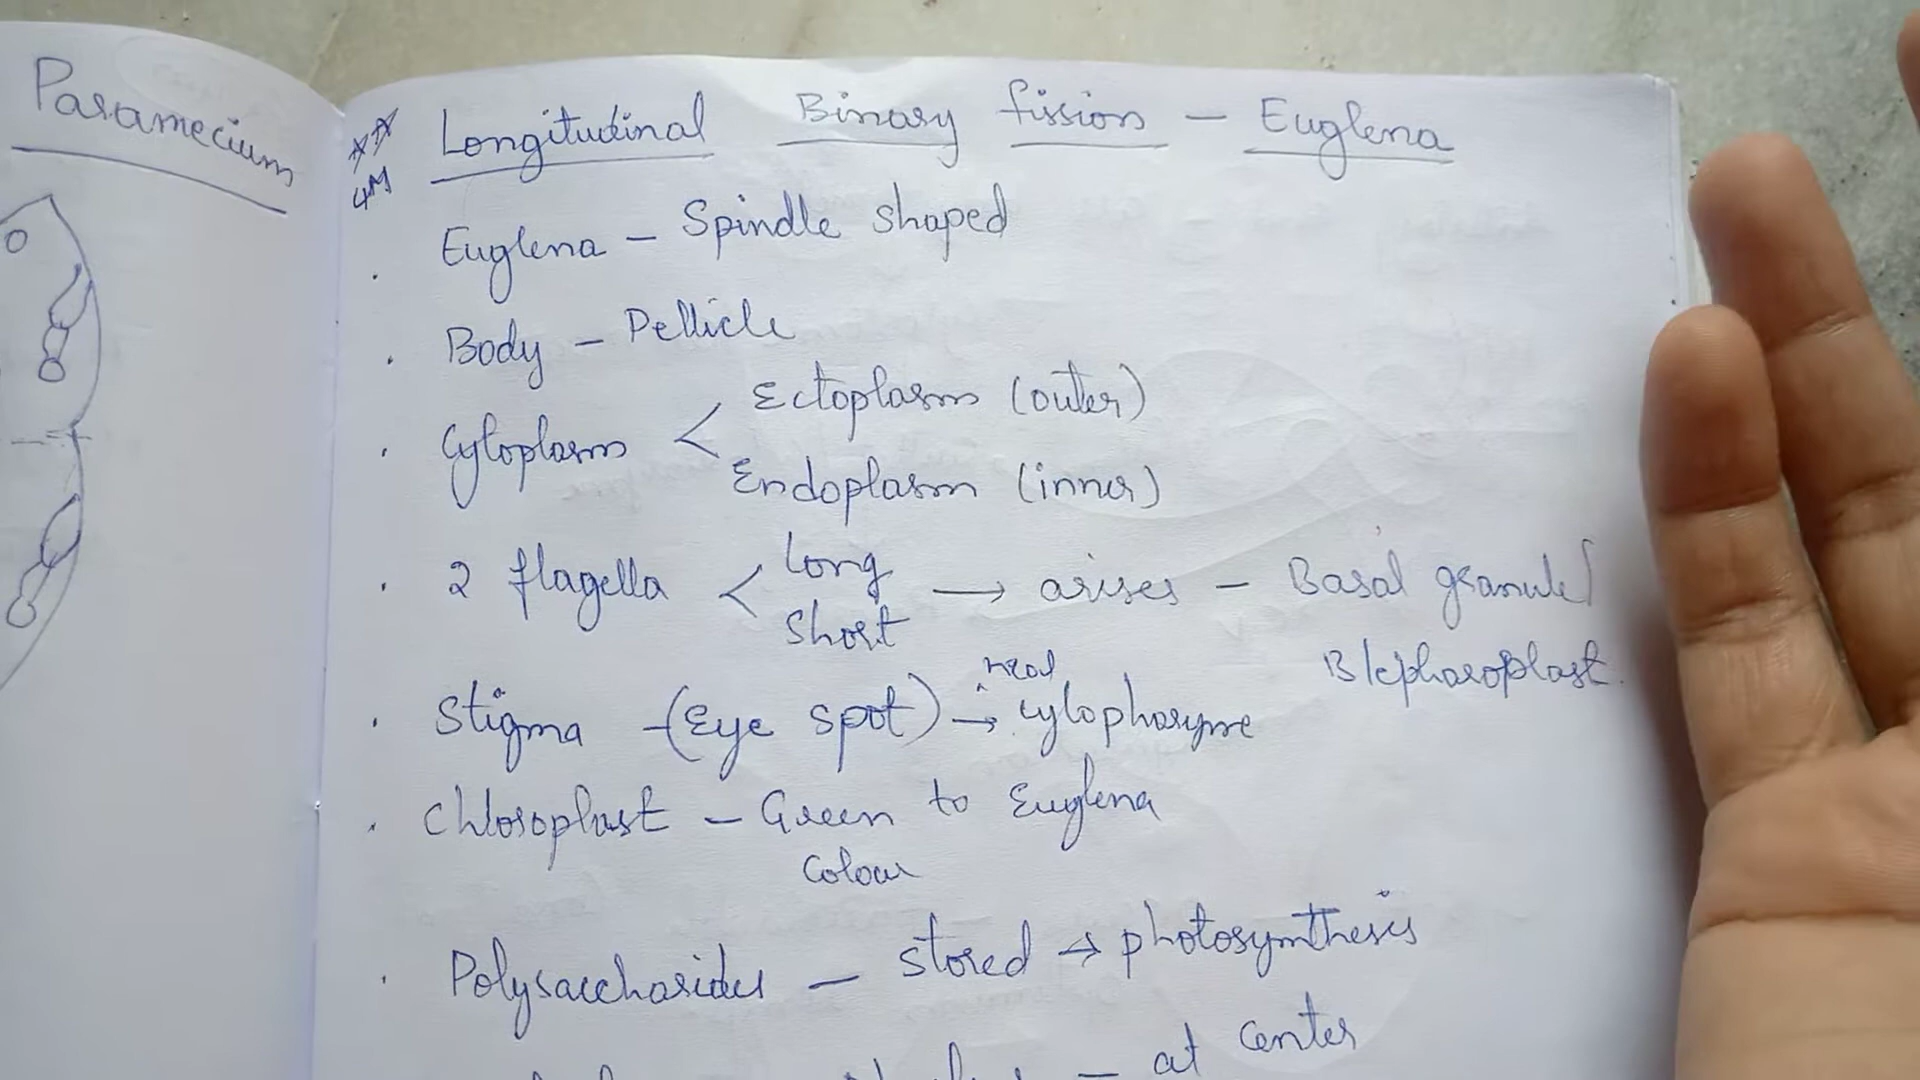 Paramecium
4M
Longitudinal Binary fission - Euglena
. Euglena - Spindle shaped
. Body - Pellicle
. Cytoplasm < Ectoplasm (outer)
Endoplasm (inner)
. 2 flagella < Long
Short → arises - Basal granule/
Blepharoplast.
. Stigma - (Eye spot) → near cytopharynx
. Chloroplast - Green to Euglena
Colour
. Polysaccharides - stored → photosynthesis
- at center